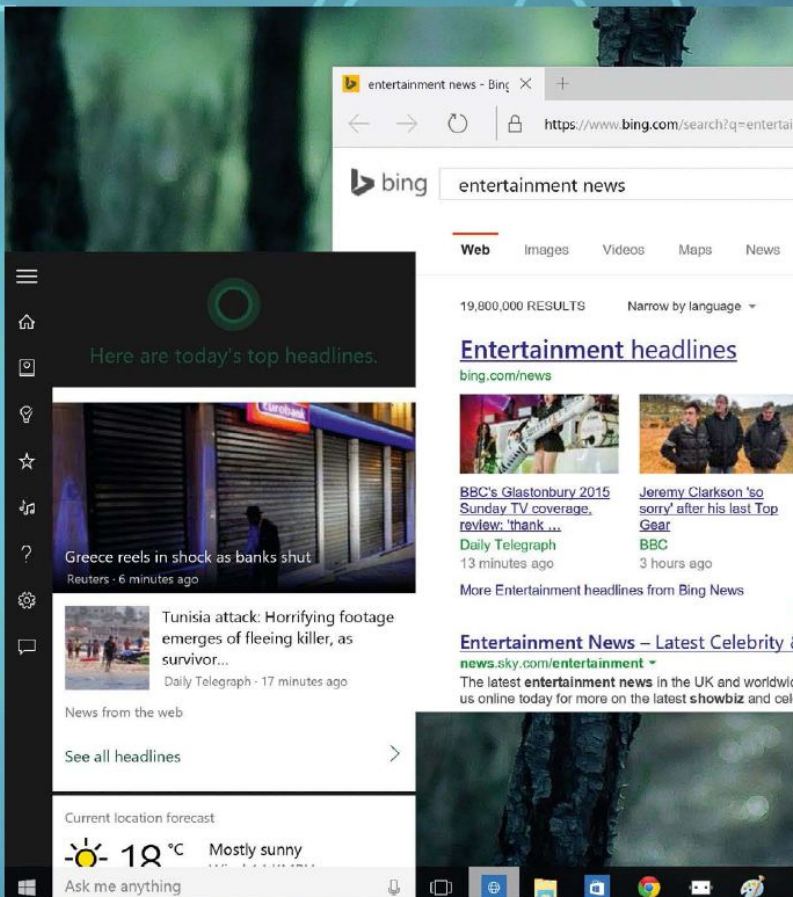 entertainment news - Bing
https://www.bing.com/search?q=entertai
bing
entertainment news
Web Images Videos Maps News
19,800,000 RESULTS Narrow by language
Entertainment headlines
bing.com/news
BBC's Glastonbury 2015
Sunday TV coverage,
review: 'thank ...
Daily Telegraph
13 minutes ago
Jeremy Clarkson 'so
sorry' after his last Top
Gear
BBC
3 hours ago
More Entertainment headlines from Bing News
Entertainment News – Latest Celebrity &
news.sky.com/entertainment
The latest entertainment news in the UK and worldwid
us online today for more on the latest showbiz and cel
Here are today's top headlines.
Eurobank
Greece reels in shock as banks shut
Reuters · 6 minutes ago
Tunisia attack: Horrifying footage
emerges of fleeing killer, as
survivor...
Daily Telegraph · 17 minutes ago
News from the web
See all headlines
Current location forecast
18 °C Mostly sunny
Ask me anything